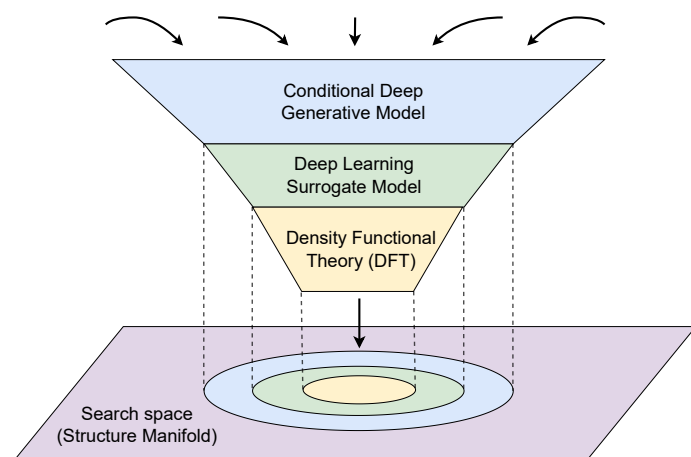 Conditional Deep
Generative Model
Deep Learning
Surrogate Model
Density Functional
Theory (DFT)
Search space
(Structure Manifold)